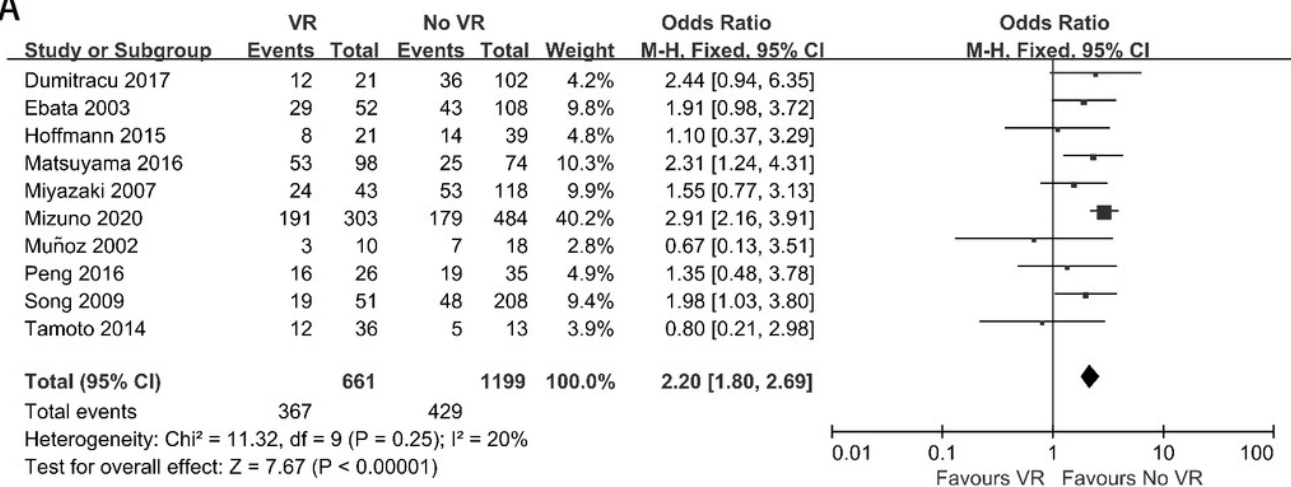 A
VR No VR Odds Ratio Odds Ratio
Study or Subgroup Events Total Events Total Weight M-H, Fixed, 95% CI M-H, Fixed, 95% CI
Dumitracu 2017 12 21 36 102 4.2% 2.44 [0.94, 6.35]
Ebata 2003 29 52 43 108 9.8% 1.91 [0.98, 3.72]
Hoffmann 2015 8 21 14 39 4.8% 1.10 [0.37, 3.29]
Matsuyama 2016 53 98 25 74 10.3% 2.31 [1.24, 4.31]
Miyazaki 2007 24 43 53 118 9.9% 1.55 [0.77, 3.13]
Mizuno 2020 191 303 179 484 40.2% 2.91 [2.16, 3.91]
Muñoz 2002 3 10 7 18 2.8% 0.67 [0.13, 3.51]
Peng 2016 16 26 19 35 4.9% 1.35 [0.48, 3.78]
Song 2009 19 51 48 208 9.4% 1.98 [1.03, 3.80]
Tamoto 2014 12 36 5 13 3.9% 0.80 [0.21, 2.98]
Total (95% CI) 661 1199 100.0% 2.20 [1.80, 2.69]
Total events 367 429
Heterogeneity: Chi² = 11.32, df = 9 (P = 0.25); I² = 20%
Test for overall effect: Z = 7.67 (P < 0.00001)
0.01 0.1 1 10 100
Favours VR Favours No VR